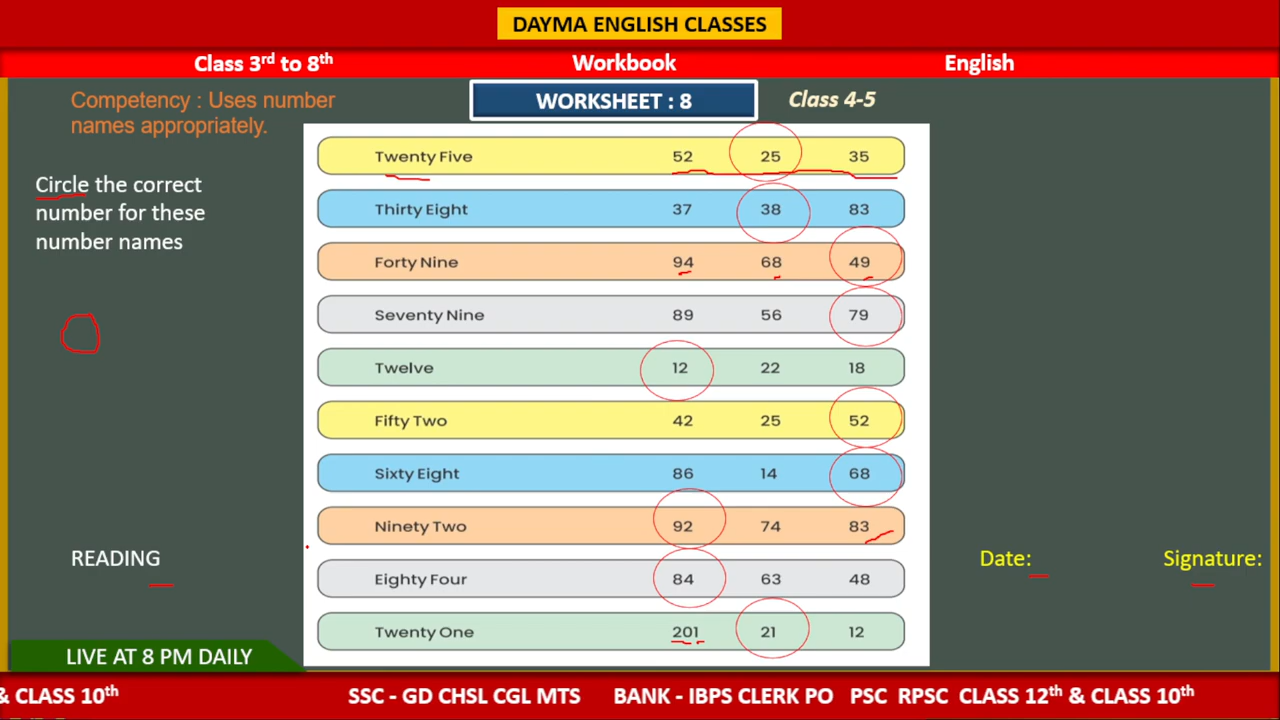 DAYMA ENGLISH CLASSES
Class 3rd to 8th Workbook English
Competency : Uses number
names appropriately.
WORKSHEET : 8
Class 4-5
Circle the correct
number for these
number names
Twenty Five 52 25 35
Thirty Eight 37 38 83
Forty Nine 94 68 49
Seventy Nine 89 56 79
Twelve 12 22 18
Fifty Two 42 25 52
Sixty Eight 86 14 68
Ninety Two 92 74 83
Eighty Four 84 63 48
Twenty One 201 21 12
READING
Date: Signature:
LIVE AT 8 PM DAILY
& CLASS 10th SSC - GD CHSL CGL MTS BANK - IBPS CLERK PO PSC RPSC CLASS 12th & CLASS 10th